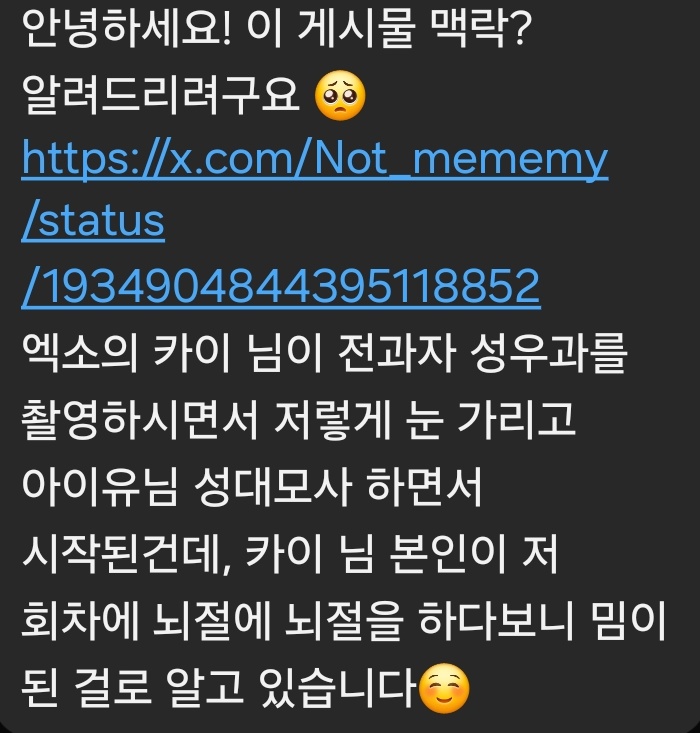 안녕하세요! 이 게시물 맥락?
알려드리려구요 🥺
https://x.com/Not_mememy
/status
/1934904844395118852
엑소의 카이 님이 전과자 성우과를
촬영하시면서 저렇게 눈 가리고
아이유님 성대모사 하면서
시작된건데, 카이 님 본인이 저
회차에 뇌절에 뇌절을 하다보니 밈이
된 걸로 알고 있습니다☺️